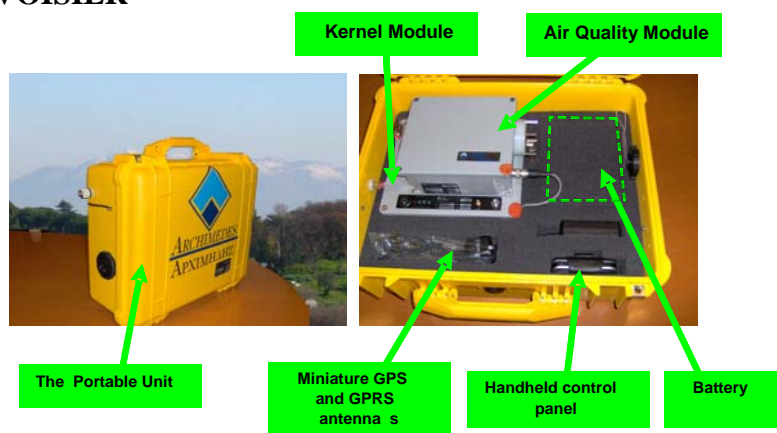 VOISIER
Kernel Module
Air Quality Module
ARCHIMEDES
ΑΡΧΙΜΗΔΗΣ
The Portable Unit
Miniature GPS
and GPRS
antenna s
Handheld control
panel
Battery